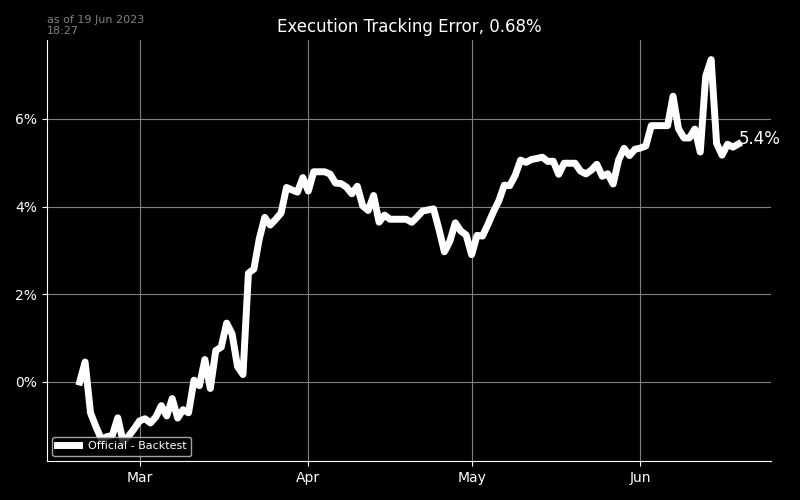 as of 19 Jun 2023
18:27
Execution Tracking Error, 0.68%
6%
4%
2%
0%
5.4%
Official - Backtest
Mar
Apr
May
Jun